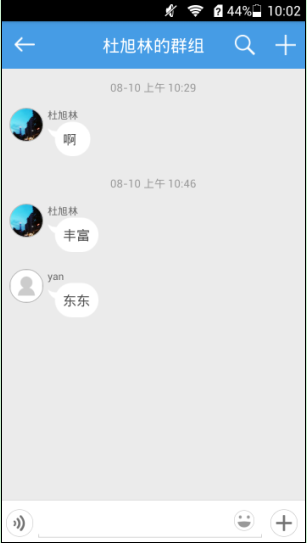 44% 10:02
杜旭林的群组
08-10 上午 10:29
杜旭林
啊
08-10 上午 10:46
杜旭林
丰富
yan
东东